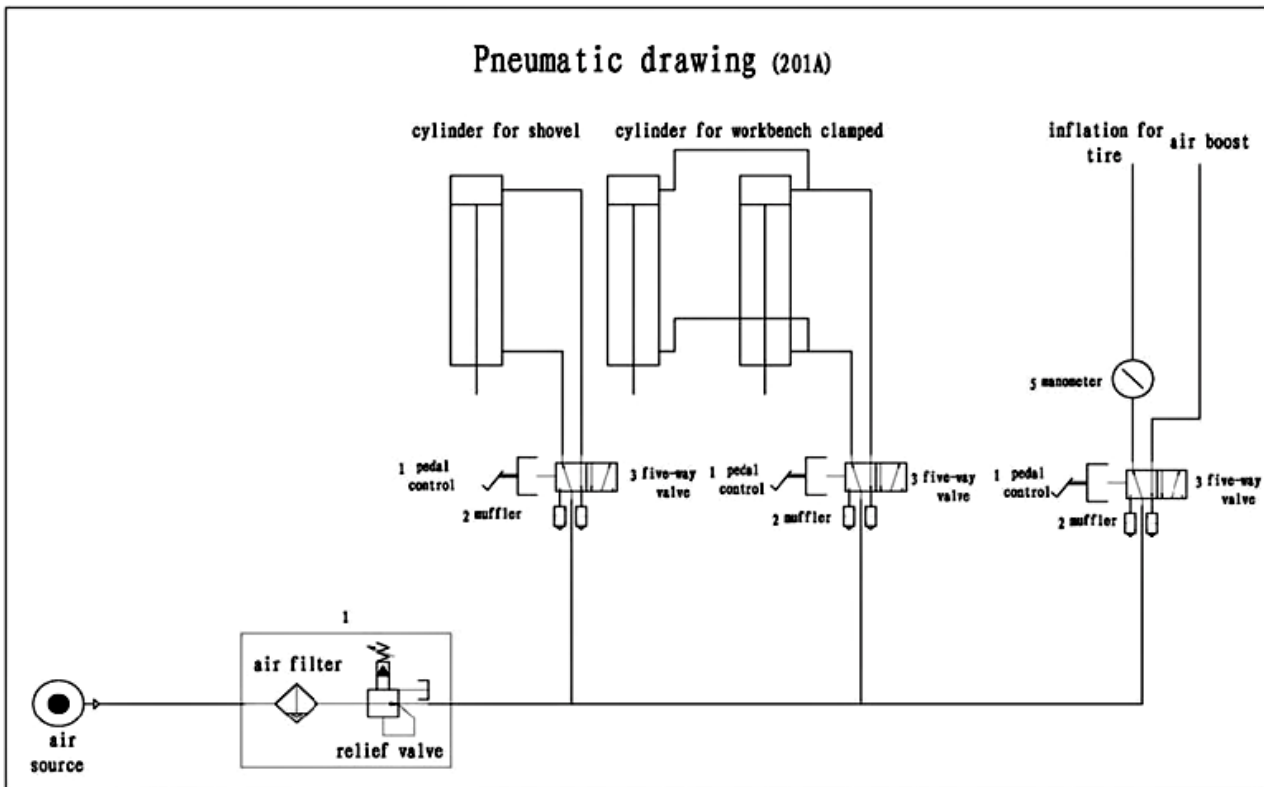 Pneumatic drawing (201A)
cylinder for shovel
cylinder for workbench clamped
inflation for
tire
air boost
5 manometer
1 pedal
control
3 five-way
valve
2 muffler
1 pedal
control
3 five-way
valve
2 muffler
1 pedal
control
3 five-way
valve
2 muffler
1
air filter
relief valve
air
source